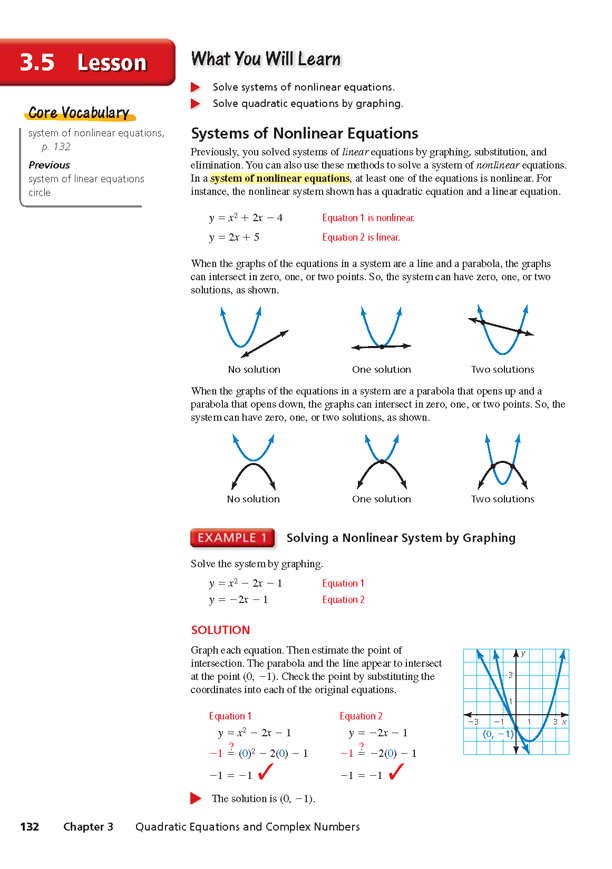 3.5 Lesson
What You Will Learn
Solve systems of nonlinear equations.
Solve quadratic equations by graphing.
Core Vocabulary
system of nonlinear equations,
p. 132
Previous
system of linear equations
circle
Systems of Nonlinear Equations
Previously, you solved systems of linear equations by graphing, substitution, and
elimination. You can also use these methods to solve a system of nonlinear equations.
In a system of nonlinear equations, at least one of the equations is nonlinear. For
instance, the nonlinear system shown has a quadratic equation and a linear equation.
y = x² + 2x − 4 Equation 1 is nonlinear.
y = 2x + 5 Equation 2 is linear.
When the graphs of the equations in a system are a line and a parabola, the graphs
can intersect in zero, one, or two points. So, the system can have zero, one, or two
solutions, as shown.
No solution One solution Two solutions
When the graphs of the equations in a system are a parabola that opens up and a
parabola that opens down, the graphs can intersect in zero, one, or two points. So, the
system can have zero, one, or two solutions, as shown.
No solution One solution Two solutions
EXAMPLE 1 Solving a Nonlinear System by Graphing
Solve the system by graphing.
y = x² − 2x − 1 Equation 1
y = −2x − 1 Equation 2
SOLUTION
Graph each equation. Then estimate the point of
intersection. The parabola and the line appear to intersect
at the point (0, −1). Check the point by substituting the
coordinates into each of the original equations.
Equation 1 Equation 2
y = x² − 2x − 1 y = −2x − 1
−1 ≟ (0)² − 2(0) − 1 −1 ≟ −2(0) − 1
−1 = −1 ✓ −1 = −1 ✓
The solution is (0, −1).
y
3
1
−3 −1 1 3 x
(0, −1)
132 Chapter 3 Quadratic Equations and Complex Numbers